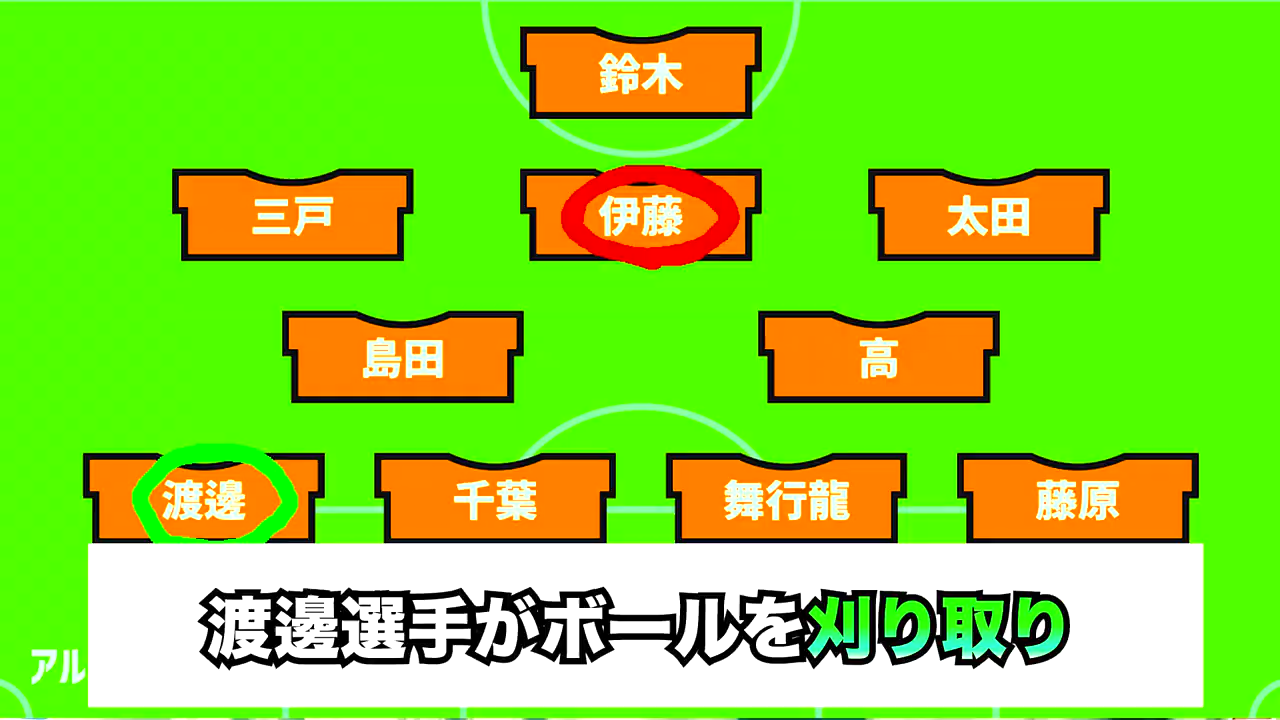 鈴木
三戸 伊藤 太田
島田 高
渡邊 千葉 舞行龍 藤原
渡邊選手がボールを刈り取り
アル